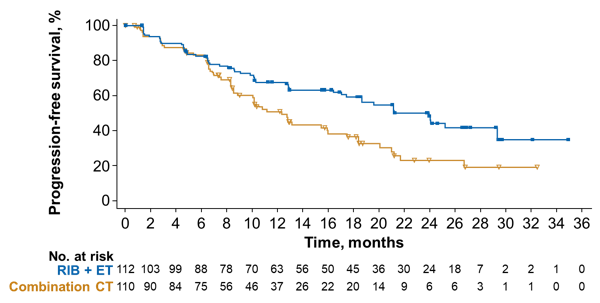 Progression-free survival, %
100
80
60
40
20
0
0 2 4 6 8 10 12 14 16 18 20 22 24 26 28 30 32 34 36
Time, months
No. at risk
RIB + ET 112 103 99 88 78 70 63 56 50 45 36 30 24 18 7 2 2 1 0
Combination CT 110 90 84 75 56 46 37 26 22 20 14 9 6 6 3 1 1 0 0